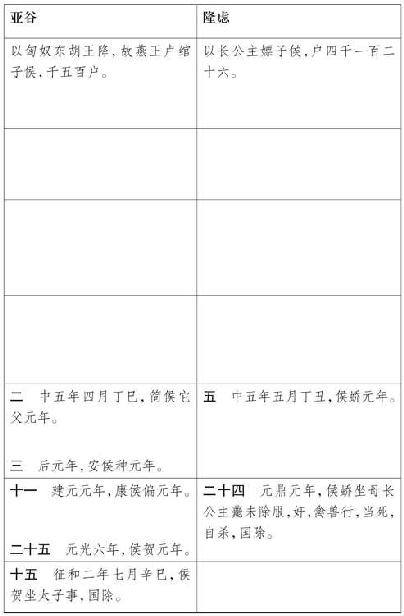 亚谷
隆虑
以匈奴东胡王降,故燕王卢绾
子侯,千五百户。
以长公主嫖子侯,户四千一百二
十六。
二 中五年四月丁巳,简侯它
父元年。
三 后元年,安侯种元年。
五 中五年五月丁丑,侯蟜元年。
十一 建元元年,康侯偏元年。
二十五 元光六年,侯贺元年。
二十四 元鼎元年,侯蟜坐母长
公主薨未除服,奸,禽兽行,当死,
自杀,国除。
十五 征和二年七月辛巳,侯
贺坐太子事,国除。